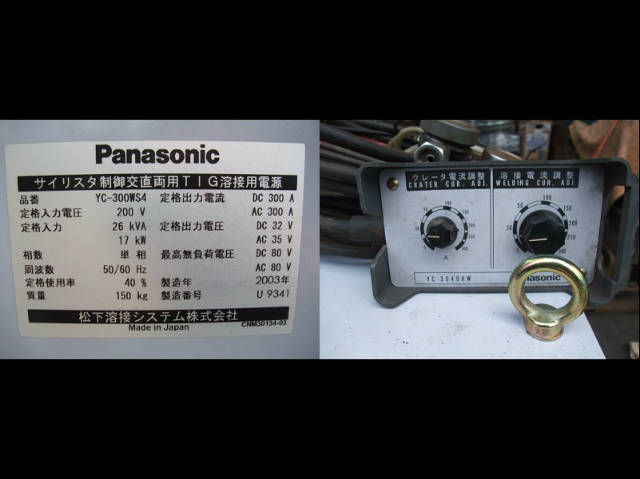 Panasonic
サイリスタ制御交直両用TIG溶接用電源
品番 YC-300WS4 定格出力電流 DC 300 A
定格入力電圧 200 V AC 300 A
定格入力 26 kVA 定格出力電圧 DC 32 V
17 kW AC 35 V
相数 単相 最高無負荷電圧 DC 80 V
周波数 50/60 Hz AC 80 V
定格使用率 40 % 製造年 2003年
質量 150 kg 製造番号 U 9341
松下溶接システム株式会社
Made in Japan CNM30134-03
クレータ電流調整 溶接電流調整
CRATER CUR. ADJ. WELDING CUR. ADJ.
50 100 150 200
A
Panasonic